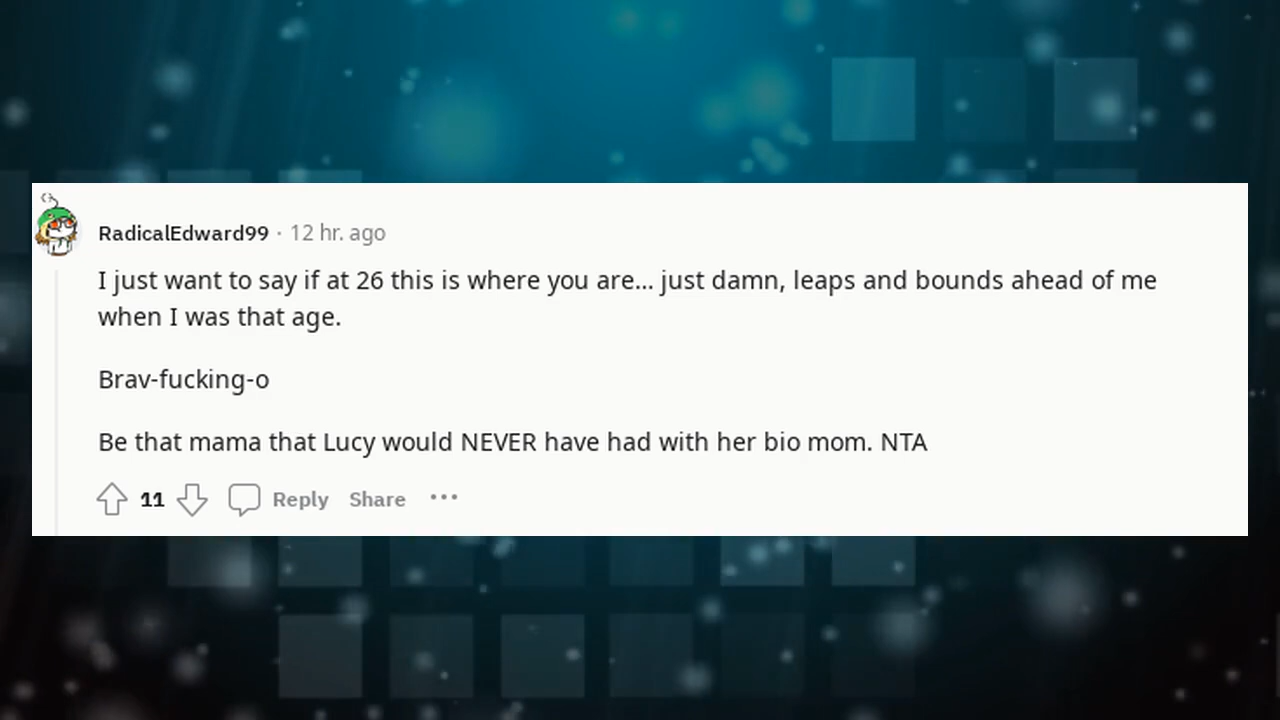 RadicalEdward99 · 12 hr. ago
I just want to say if at 26 this is where you are... just damn, leaps and bounds ahead of me
when I was that age.
Brav-fucking-o
Be that mama that Lucy would NEVER have had with her bio mom. NTA
11 Reply Share •••